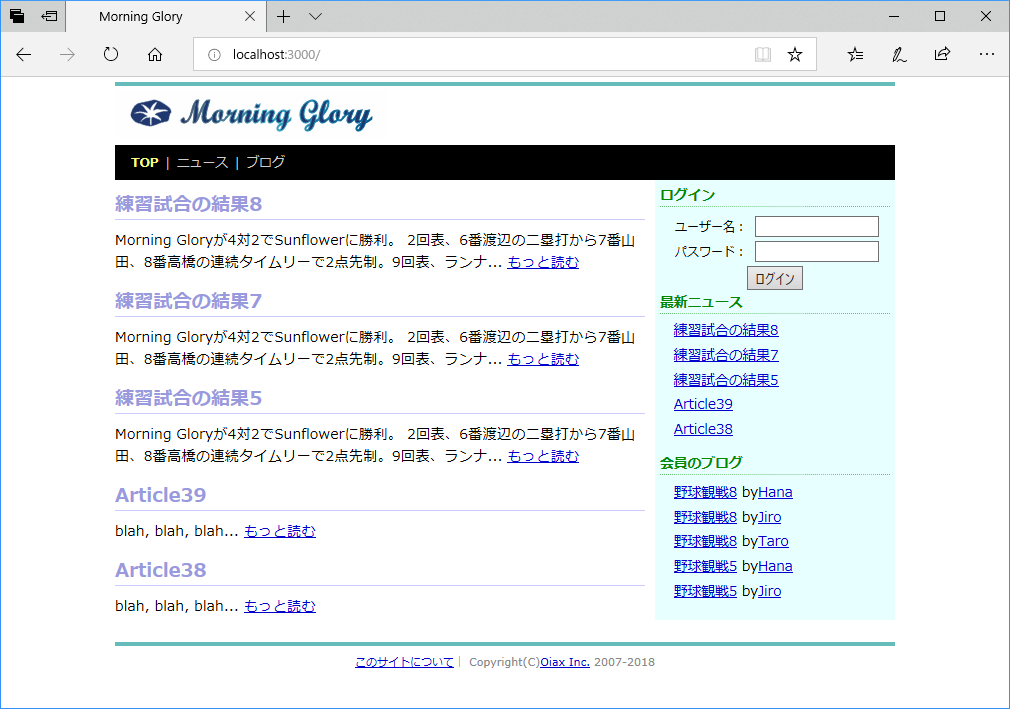 Morning Glory
localhost:3000/
Morning Glory
TOP | ニュース | ブログ
練習試合の結果8
Morning Gloryが4対2でSunflowerに勝利。 2回表、6番渡辺の二塁打から7番山
田、8番高橋の連続タイムリーで2点先制。9回表、ランナ... もっと読む
練習試合の結果7
Morning Gloryが4対2でSunflowerに勝利。 2回表、6番渡辺の二塁打から7番山
田、8番高橋の連続タイムリーで2点先制。9回表、ランナ... もっと読む
練習試合の結果5
Morning Gloryが4対2でSunflowerに勝利。 2回表、6番渡辺の二塁打から7番山
田、8番高橋の連続タイムリーで2点先制。9回表、ランナ... もっと読む
Article39
blah, blah, blah... もっと読む
Article38
blah, blah, blah... もっと読む
ログイン
ユーザー名：
パスワード：
ログイン
最新ニュース
練習試合の結果8
練習試合の結果7
練習試合の結果5
Article39
Article38
会員のブログ
野球観戦8 byHana
野球観戦8 byJiro
野球観戦8 byTaro
野球観戦5 byHana
野球観戦5 byJiro
このサイトについて | Copyright(C)Oiax Inc. 2007-2018